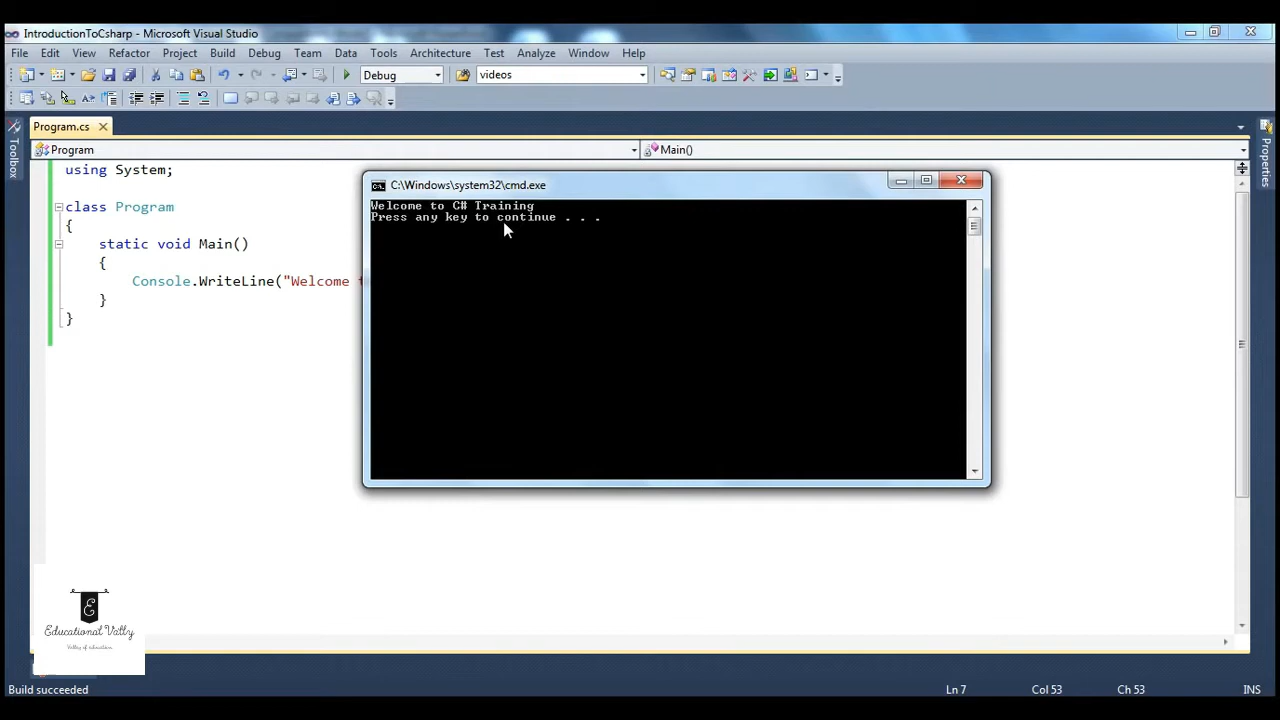 IntroductionToCsharp - Microsoft Visual Studio
File Edit View Refactor Project Build Debug Team Data Tools Architecture Test Analyze Window Help
Debug videos
Program.cs
Program Main()
Toolbox
Properties
using System;
class Program
{
static void Main()
{
Console.WriteLine("Welcome t
}
}
C:\Windows\system32\cmd.exe
Welcome to C# Training
Press any key to continue . . .
E
Educational Vatly
Valley of education
Build succeeded Ln 7 Col 53 Ch 53 INS